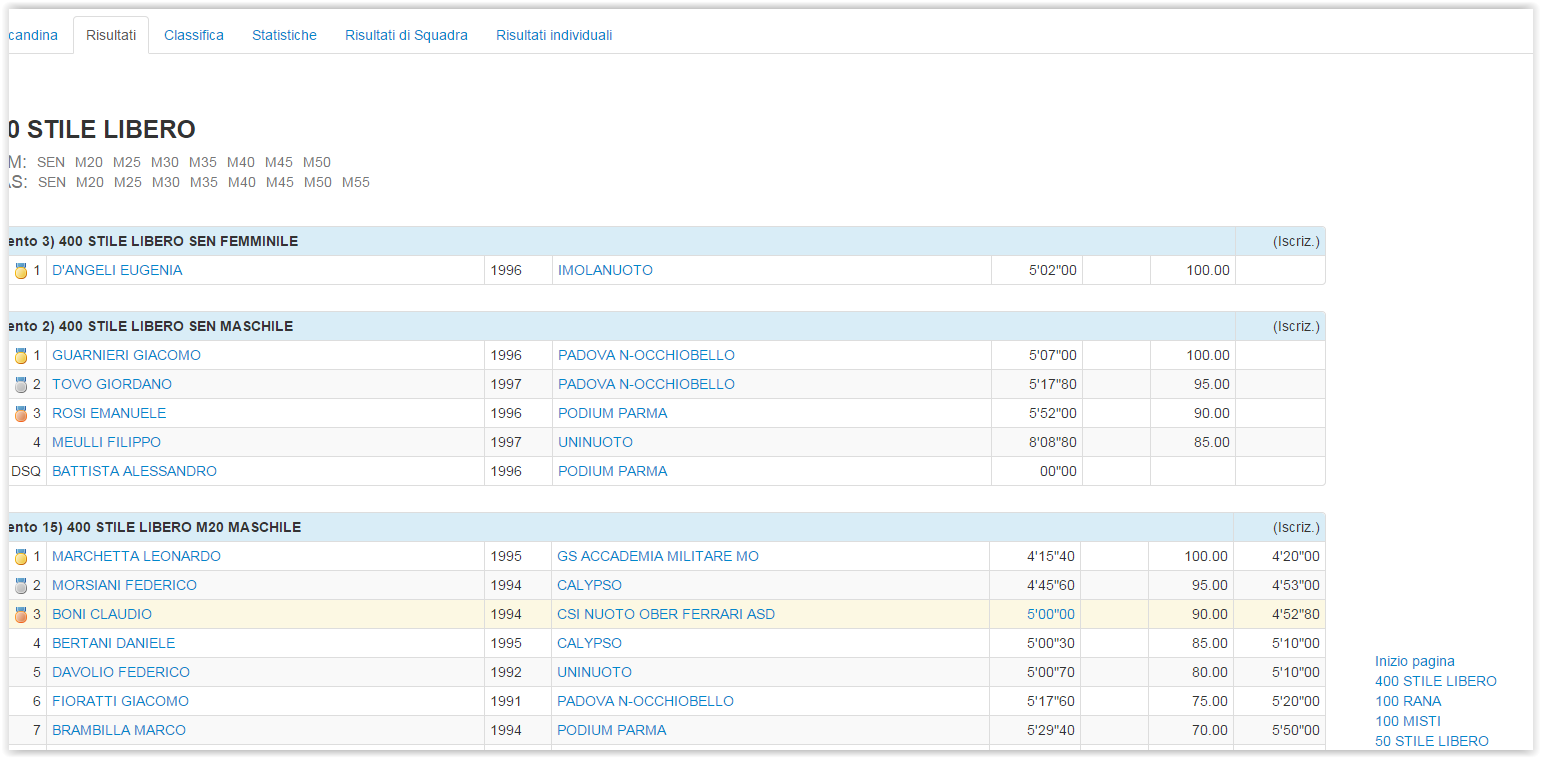 candina Risultati Classifica Statistiche Risultati di Squadra Risultati individuali
0 STILE LIBERO
M: SEN M20 M25 M30 M35 M40 M45 M50
AS: SEN M20 M25 M30 M35 M40 M45 M50 M55
ento 3) 400 STILE LIBERO SEN FEMMINILE (Iscriz.)
1 D'ANGELI EUGENIA 1996 IMOLANUOTO 5'02"00 100.00
ento 2) 400 STILE LIBERO SEN MASCHILE (Iscriz.)
1 GUARNIERI GIACOMO 1996 PADOVA N-OCCHIOBELLO 5'07"00 100.00
2 TOVO GIORDANO 1997 PADOVA N-OCCHIOBELLO 5'17"80 95.00
3 ROSI EMANUELE 1996 PODIUM PARMA 5'52"00 90.00
4 MEULLI FILIPPO 1997 UNINUOTO 8'08"80 85.00
DSQ BATTISTA ALESSANDRO 1996 PODIUM PARMA 00"00
ento 15) 400 STILE LIBERO M20 MASCHILE (Iscriz.)
1 MARCHETTA LEONARDO 1995 GS ACCADEMIA MILITARE MO 4'15"40 100.00 4'20"00
2 MORSIANI FEDERICO 1994 CALYPSO 4'45"60 95.00 4'53"00
3 BONI CLAUDIO 1994 CSI NUOTO OBER FERRARI ASD 5'00"00 90.00 4'52"80
4 BERTANI DANIELE 1995 CALYPSO 5'00"30 85.00 5'10"00
5 DAVOLIO FEDERICO 1992 UNINUOTO 5'00"70 80.00 5'10"00
6 FIORATTI GIACOMO 1991 PADOVA N-OCCHIOBELLO 5'17"60 75.00 5'20"00
7 BRAMBILLA MARCO 1994 PODIUM PARMA 5'29"40 70.00 5'50"00
Inizio pagina
400 STILE LIBERO
100 RANA
100 MISTI
50 STILE LIBERO